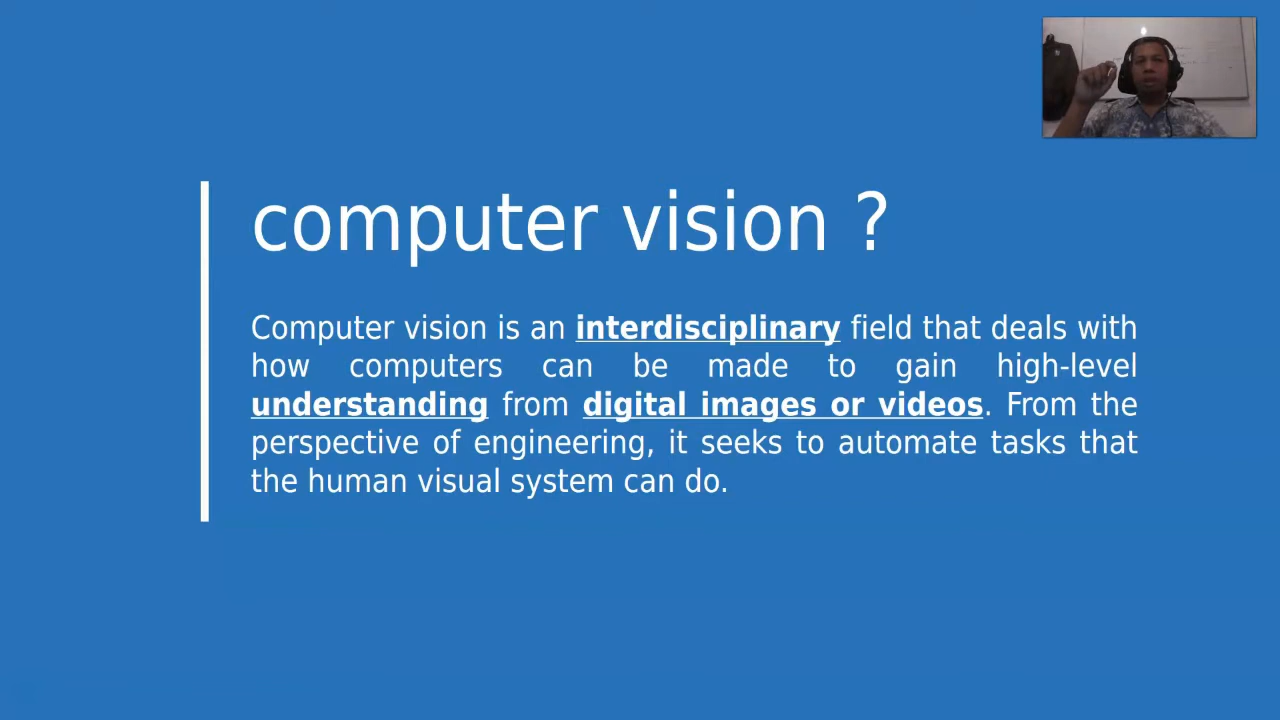 computer vision ?
Computer vision is an interdisciplinary field that deals with
how computers can be made to gain high-level
understanding from digital images or videos. From the
perspective of engineering, it seeks to automate tasks that
the human visual system can do.